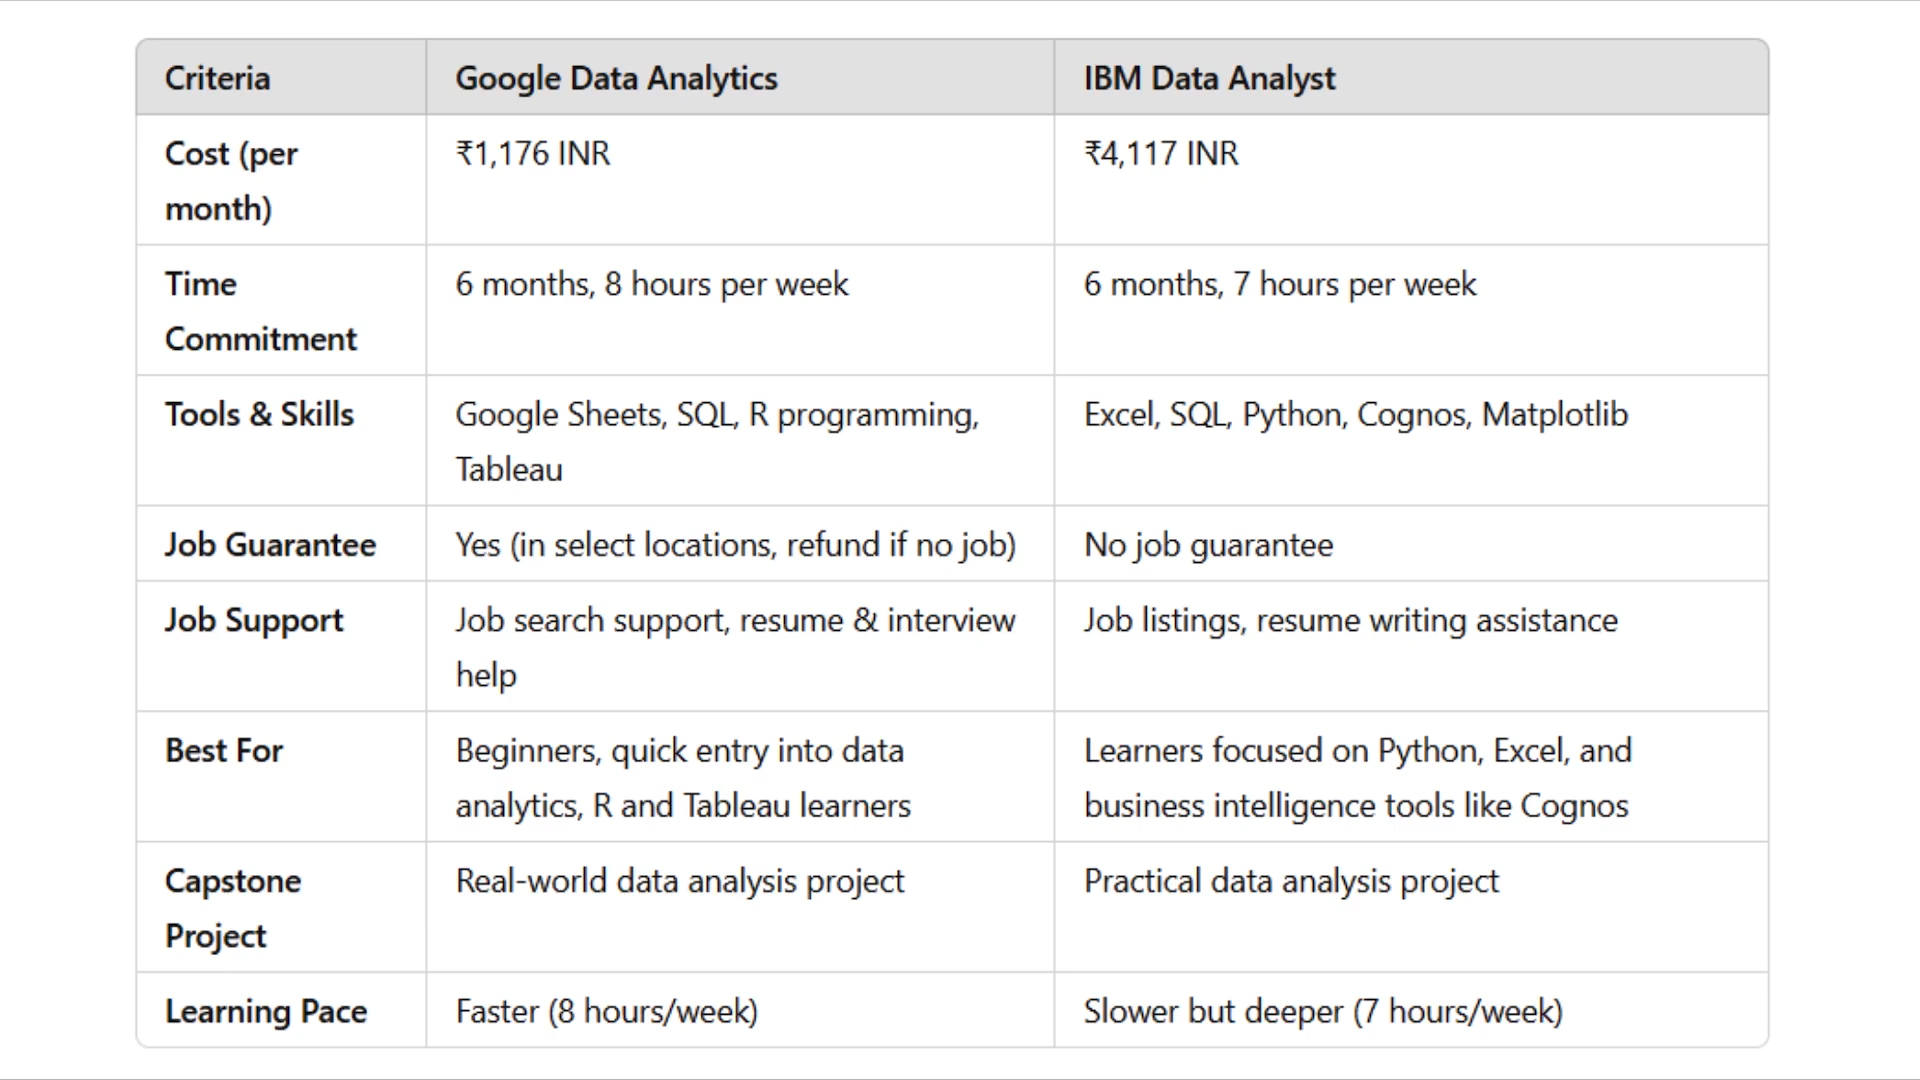 Criteria
Google Data Analytics
IBM Data Analyst
Cost (per
month)
₹1,176 INR
₹4,117 INR
Time
Commitment
6 months, 8 hours per week
6 months, 7 hours per week
Tools & Skills
Google Sheets, SQL, R programming,
Tableau
Excel, SQL, Python, Cognos, Matplotlib
Job Guarantee
Yes (in select locations, refund if no job)
No job guarantee
Job Support
Job search support, resume & interview
help
Job listings, resume writing assistance
Best For
Beginners, quick entry into data
analytics, R and Tableau learners
Learners focused on Python, Excel, and
business intelligence tools like Cognos
Capstone
Project
Real-world data analysis project
Practical data analysis project
Learning Pace
Faster (8 hours/week)
Slower but deeper (7 hours/week)